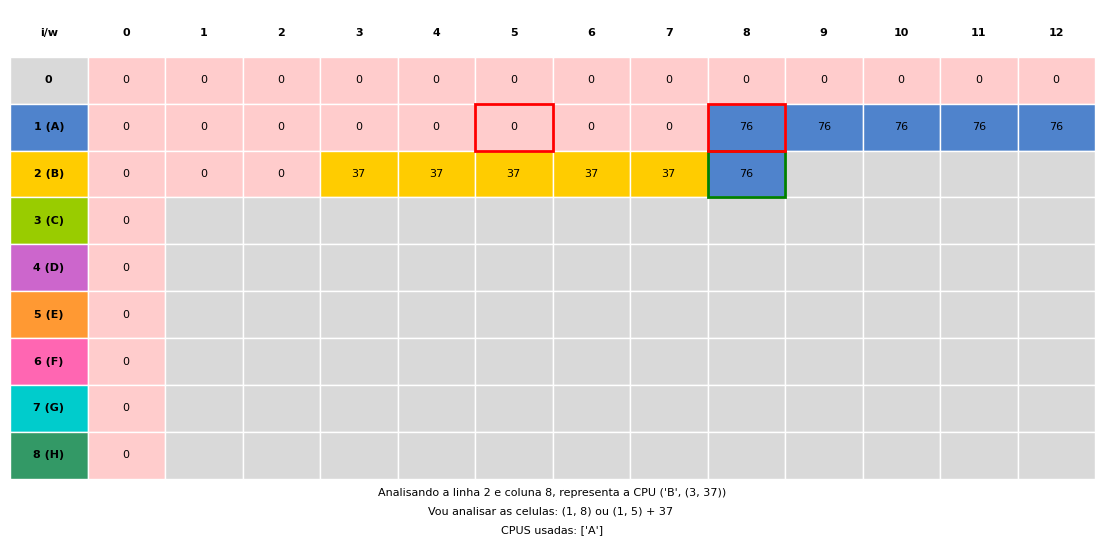 i/w 0 1 2 3 4 5 6 7 8 9 10 11 12
0 0 0 0 0 0 0 0 0 0 0 0 0 0
1 (A) 0 0 0 0 0 0 0 0 76 76 76 76 76
2 (B) 0 0 0 37 37 37 37 37 76
3 (C) 0
4 (D) 0
5 (E) 0
6 (F) 0
7 (G) 0
8 (H) 0
Analisando a linha 2 e coluna 8, representa a CPU ('B', (3, 37))
Vou analisar as celulas: (1, 8) ou (1, 5) + 37
CPUS usadas: ['A']